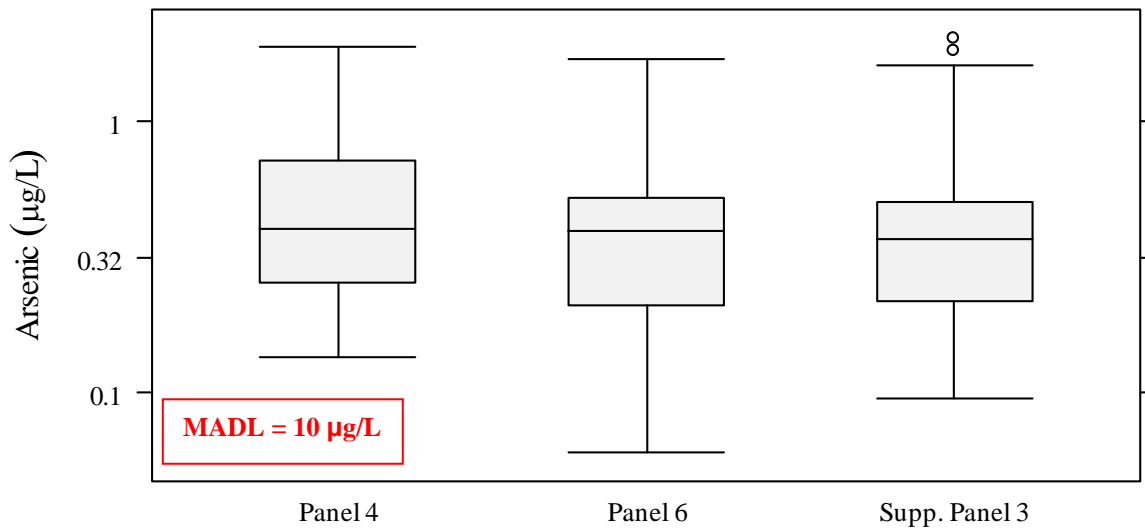 Arsenic (µg/L)
1
0.32
0.1
MADL = 10 µg/L
Panel 4
Panel 6
Supp. Panel 3